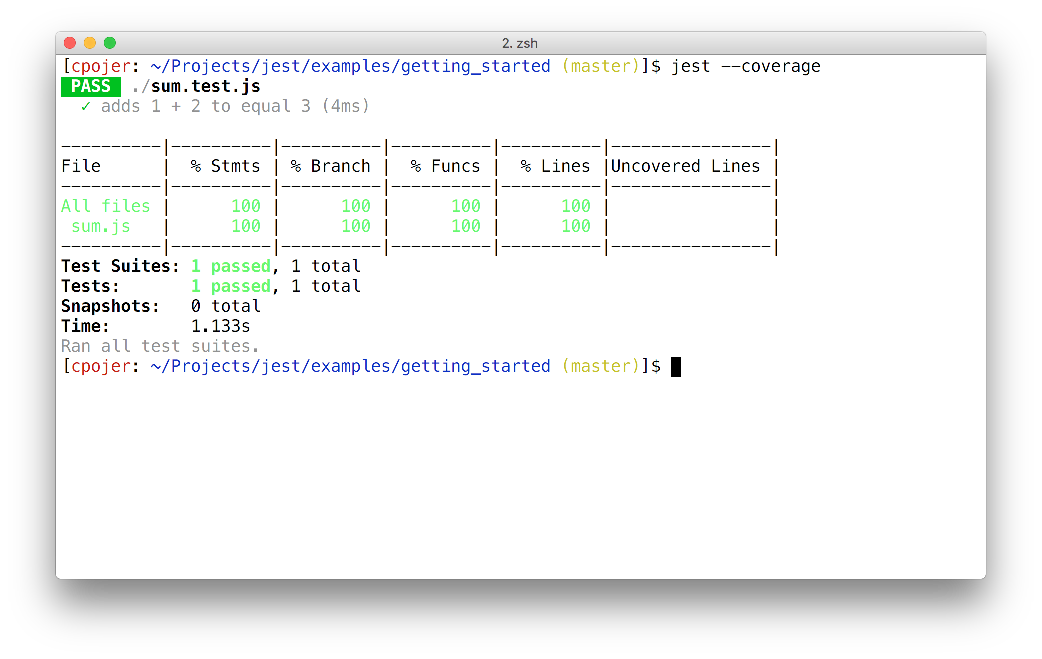 2. zsh
[cpojer: ~/Projects/jest/examples/getting_started (master)]$ jest --coverage
PASS ./sum.test.js
✓ adds 1 + 2 to equal 3 (4ms)
----------|----------|----------|----------|----------|----------------|
File      |  % Stmts | % Branch |  % Funcs |  % Lines |Uncovered Lines |
----------|----------|----------|----------|----------|----------------|
All files |      100 |      100 |      100 |      100 |                |
 sum.js   |      100 |      100 |      100 |      100 |                |
----------|----------|----------|----------|----------|----------------|
Test Suites: 1 passed, 1 total
Tests:       1 passed, 1 total
Snapshots:   0 total
Time:        1.133s
Ran all test suites.
[cpojer: ~/Projects/jest/examples/getting_started (master)]$